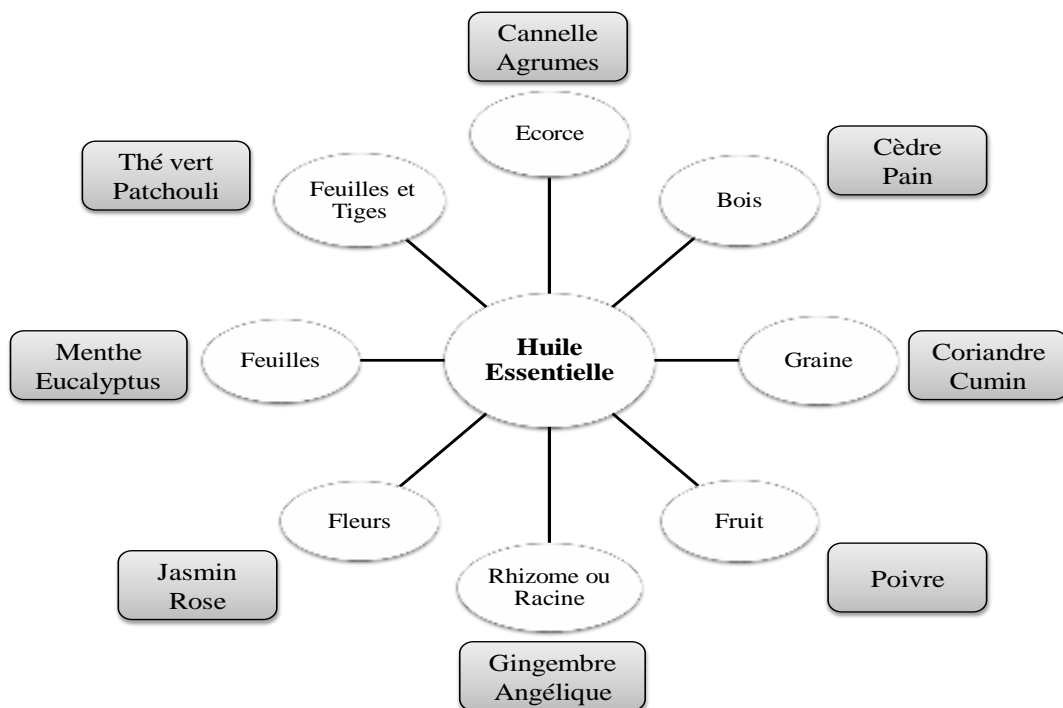 Cannelle
Agrumes
Ecorce
Thé vert
Patchouli
Feuilles et
Tiges
Cèdre
Pain
Bois
Menthe
Eucalyptus
Feuilles
Huile
Essentielle
Graine
Coriandre
Cumin
Fleurs
Jasmin
Rose
Rhizome ou
Racine
Gingembre
Angélique
Fruit
Poivre